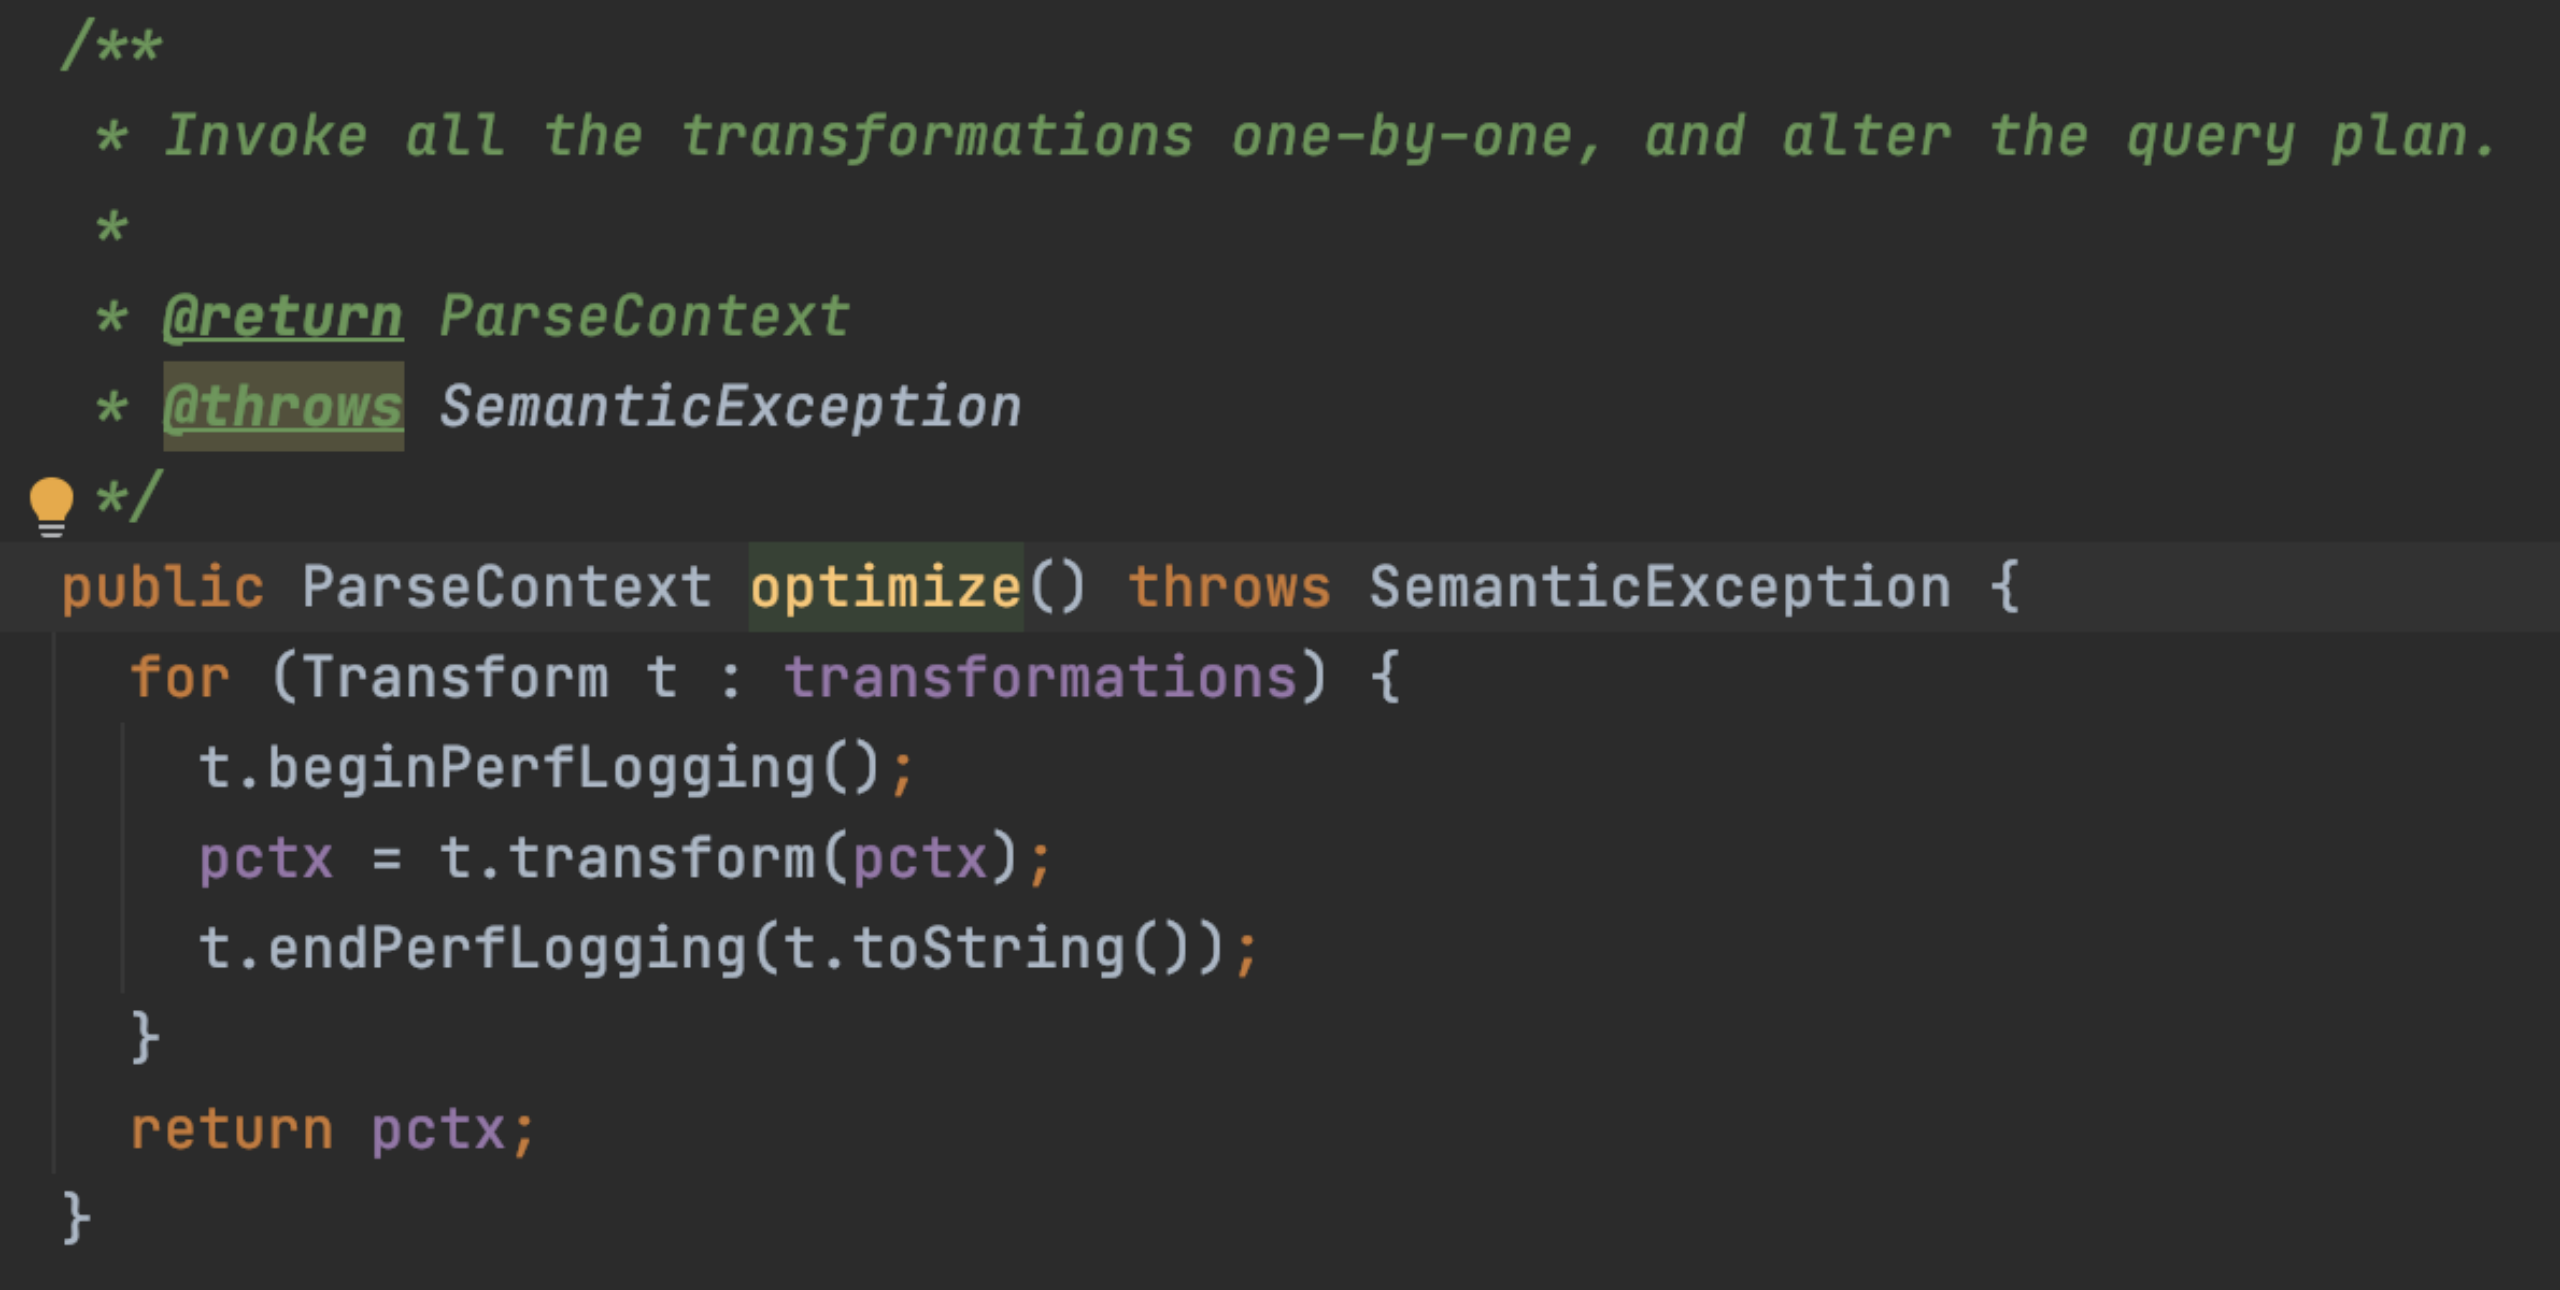 /**
 * Invoke all the transformations one-by-one, and alter the query plan.
 *
 * @return ParseContext
 * @throws SemanticException
 */
public ParseContext optimize() throws SemanticException {
  for (Transform t : transformations) {
    t.beginPerfLogging();
    pctx = t.transform(pctx);
    t.endPerfLogging(t.toString());
  }
  return pctx;
}